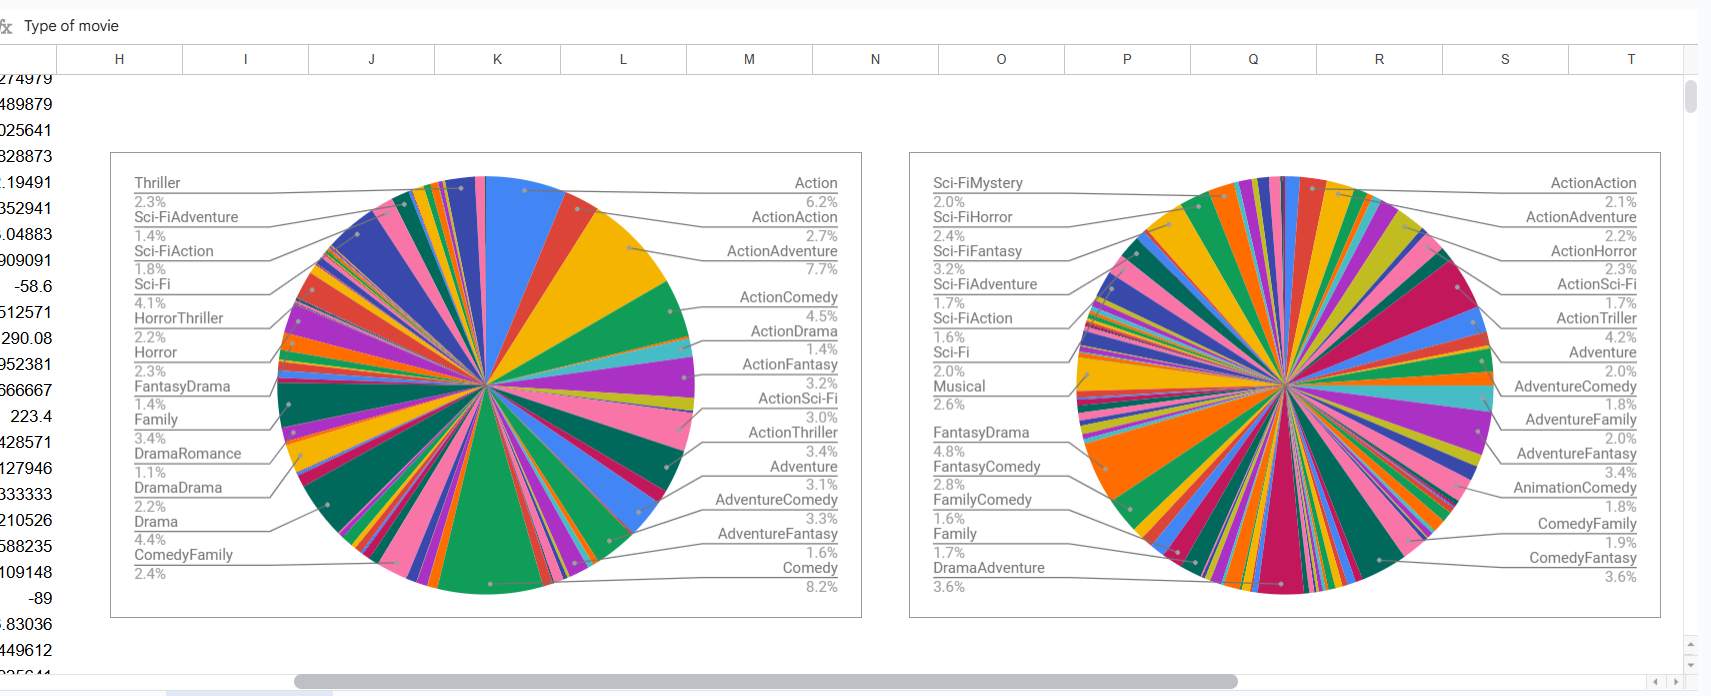 fx Type of movie
H I J K L M N O P Q R S T
274979
489879
025641
828873
.19491
352941
.04883
909091
-58.6
512571
290.08
952381
666667
223.4
428571
127946
333333
210526
588235
109148
-89
.83036
449612
Thriller
2.3%
Sci-FiAdventure
1.4%
Sci-FiAction
1.8%
Sci-Fi
4.1%
HorrorThriller
2.2%
Horror
2.3%
FantasyDrama
1.4%
Family
3.4%
DramaRomance
1.1%
DramaDrama
2.2%
Drama
4.4%
ComedyFamily
2.4%
Action
6.2%
ActionAction
2.7%
ActionAdventure
7.7%
ActionComedy
4.5%
ActionDrama
1.4%
ActionFantasy
3.2%
ActionSci-Fi
3.0%
ActionThriller
3.4%
Adventure
3.1%
AdventureComedy
3.3%
AdventureFantasy
1.6%
Comedy
8.2%
Sci-FiMystery
2.0%
Sci-FiHorror
2.4%
Sci-FiFantasy
3.2%
Sci-FiAdventure
1.7%
Sci-FiAction
1.6%
Sci-Fi
2.0%
Musical
2.6%
FantasyDrama
4.8%
FantasyComedy
2.8%
FamilyComedy
1.6%
Family
1.7%
DramaAdventure
3.6%
ActionAction
2.1%
ActionAdventure
2.2%
ActionHorror
2.3%
ActionSci-Fi
1.7%
ActionTriller
4.2%
Adventure
2.0%
AdventureComedy
1.8%
AdventureFamily
2.0%
AdventureFantasy
3.4%
AnimationComedy
1.8%
ComedyFamily
1.9%
ComedyFantasy
3.6%